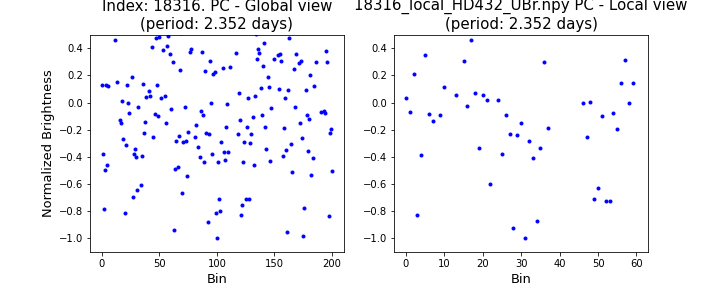 Index: 18316. PC - Global view
(period: 2.352 days)
18316_local_HD432_UBr.npy PC - Local view
(period: 2.352 days)
Normalized Brightness
0.4
0.2
0.0
−0.2
−0.4
−0.6
−0.8
−1.0
0 50 100 150 200
Bin
0.4
0.2
0.0
−0.2
−0.4
−0.6
−0.8
−1.0
0 10 20 30 40 50 60
Bin